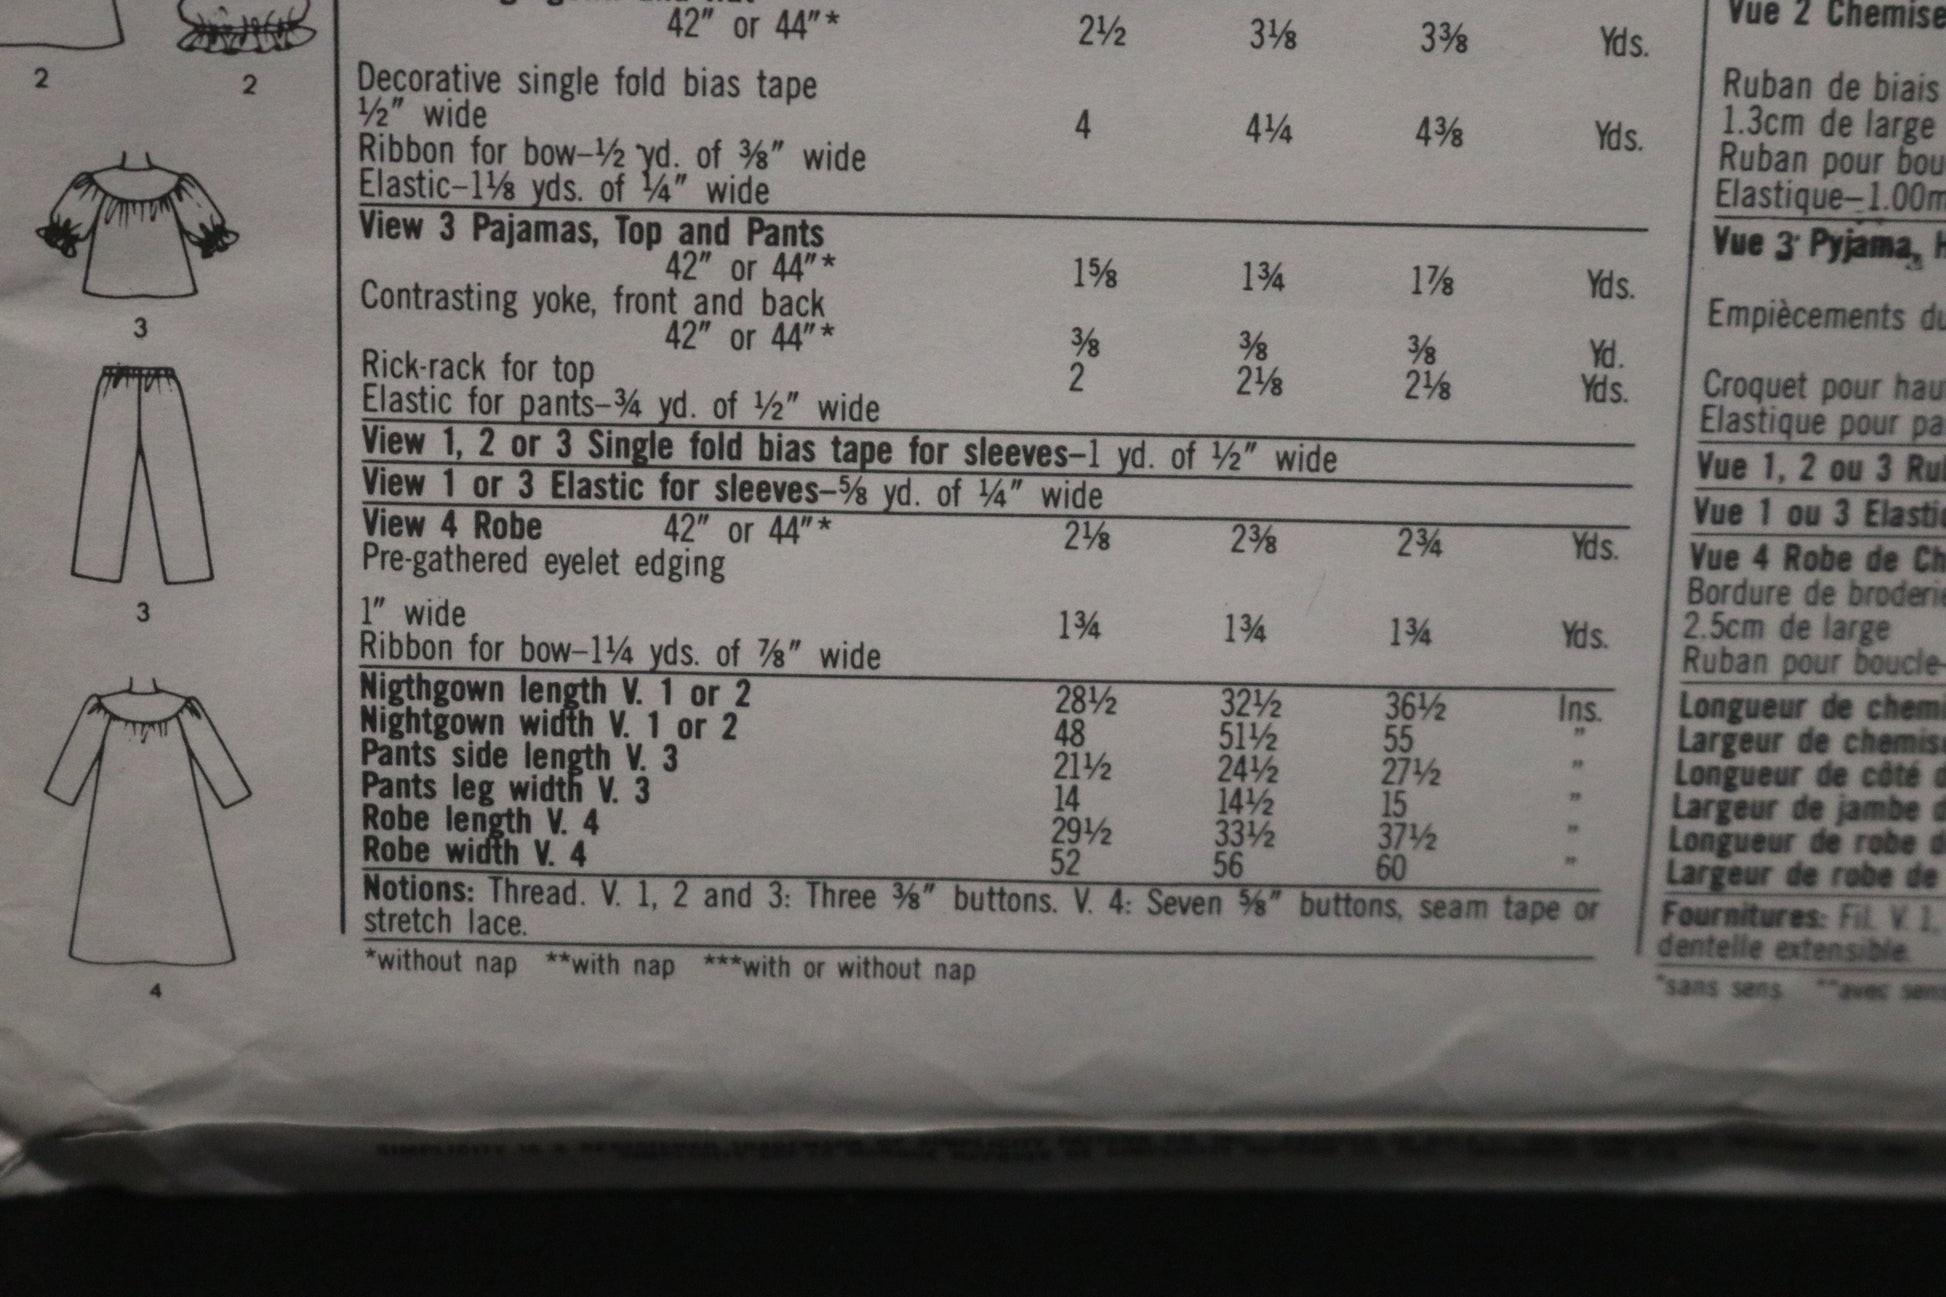 42" or 44"* 2½ 3⅛ 3⅜ Yds.
Decorative single fold bias tape
½" wide 4 4¼ 4⅜ Yds.
Ribbon for bow–½ yd. of ⅜" wide
Elastic–1⅛ yds. of ¼" wide
View 3 Pajamas, Top and Pants
42" or 44"* 1⅝ 1¾ 1⅞ Yds.
Contrasting yoke, front and back
42" or 44"* ⅜ ⅜ ⅜ Yd.
Rick-rack for top 2 2⅛ 2⅛ Yds.
Elastic for pants–¾ yd. of ½" wide
View 1, 2 or 3 Single fold bias tape for sleeves–1 yd. of ½" wide
View 1 or 3 Elastic for sleeves–⅝ yd. of ¼" wide
View 4 Robe 42" or 44"* 2⅛ 2⅜ 2¾ Yds.
Pre-gathered eyelet edging
1" wide 1¾ 1¾ 1¾ Yds.
Ribbon for bow–1¼ yds. of ⅞" wide
Nigthgown length V. 1 or 2 28½ 32½ 36½ Ins.
Nightgown width V. 1 or 2 48 51½ 55 "
Pants side length V. 3 21½ 24½ 27½ "
Pants leg width V. 3 14 14½ 15 "
Robe length V. 4 29½ 33½ 37½ "
Robe width V. 4 52 56 60 "
Notions: Thread. V. 1, 2 and 3: Three ⅜" buttons. V. 4: Seven ⅝" buttons, seam tape or
stretch lace.
*without nap **with nap ***with or without nap
2 2
3
3
4
Vue 2 Chemise
Ruban de biais
1.3cm de large
Ruban pour bou
Elastique–1.00m
Vue 3 Pyjama, H
Empiècements du
Croquet pour hau
Elastique pour pa
Vue 1, 2 ou 3 Rul
Vue 1 ou 3 Elasti
Vue 4 Robe de Ch
Bordure de broderie
2.5cm de large
Ruban pour boucle–
Longueur de chemi
Largeur de chemise
Longueur de côté d
Largeur de jambe d
Longueur de robe d
Largeur de robe de
Fournitures: Fil. V. 1,
dentelle extensible.
*sans sens **avec sens